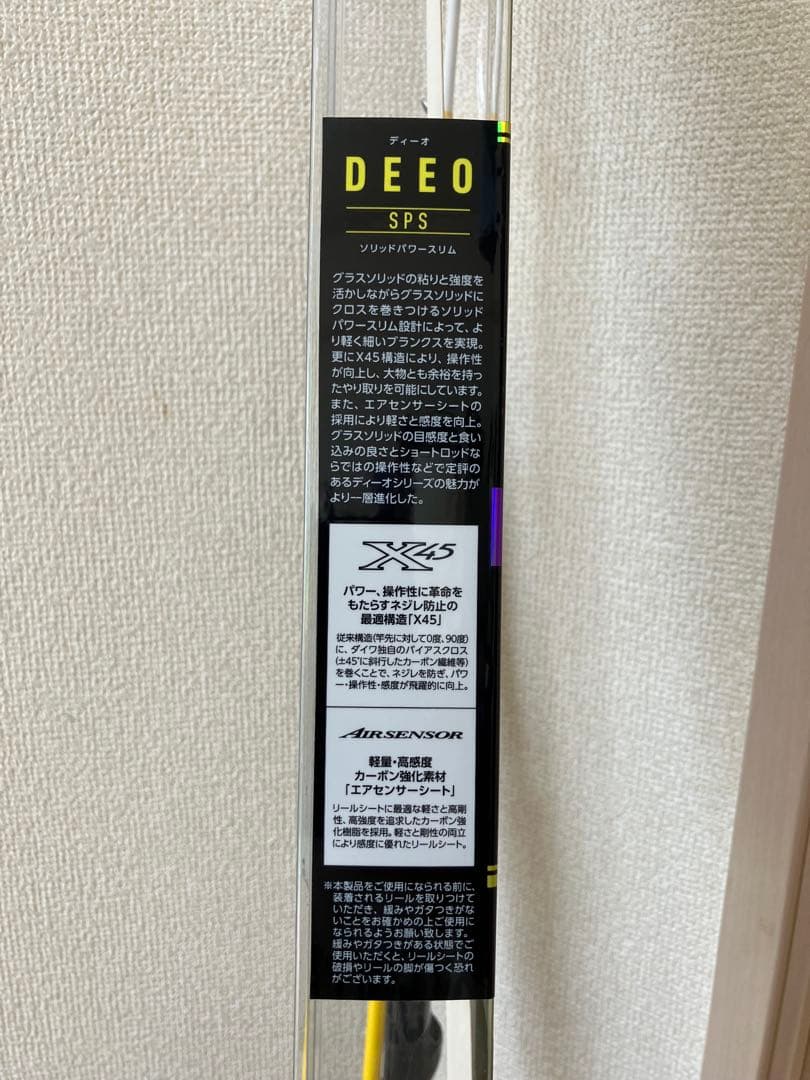 ディーオ
DEEO
SPS
ソリッドパワースリム
グラスソリッドの粘りと強度を
活かしながらグラスソリッドに
クロスを巻きつけるソリッド
パワースリム設計によって、よ
り軽く細いブランクスを実現。
更にX45構造により、操作性
が向上し、大物とも余裕を持っ
たやり取りを可能にしています。
また、エアセンサーシートの
採用により軽さと感度を向上。
グラスソリッドの目感度と食い
込みの良さとショートロッドな
らではの操作性などで定評の
あるディーオシリーズの魅力が
より一層進化した。
X45
パワー、操作性に革命を
もたらすネジレ防止の
最適構造「X45」
従来構造(竿先に対して0度、90度)
に、ダイワ独自のバイアスクロス
(±45°に斜行したカーボン繊維等)
を巻くことで、ネジレを防ぎ、パワ
ー・操作性・感度が飛躍的に向上。
AIRSENSOR
軽量・高感度
カーボン強化素材
「エアセンサーシート」
リールシートに最適な軽さと高剛
性、高強度を追求したカーボン強
化樹脂を採用。軽さと剛性の両立
により感度に優れたリールシート。
※本製品をご使用になられる前に、
装着されるリールを取りつけて
いただき、緩みやガタつきがな
いことをお確かめの上ご使用に
なられるようお願い致します。
緩みやガタつきがある状態でご
使用いただくと、リールシートの
破損やリールの脚が傷つく恐れ
がございます。